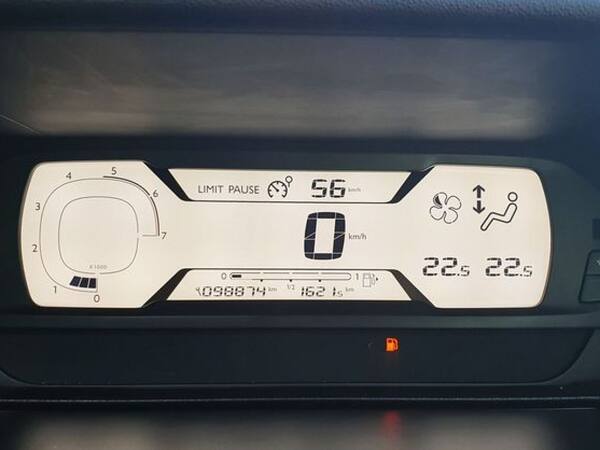 LIMIT PAUSE 56 km/h
4 5 6 3 7 2 1 0
x 1000
0 km/h
22.5 22.5
0 1/2 1
098874 km 1621.5 km